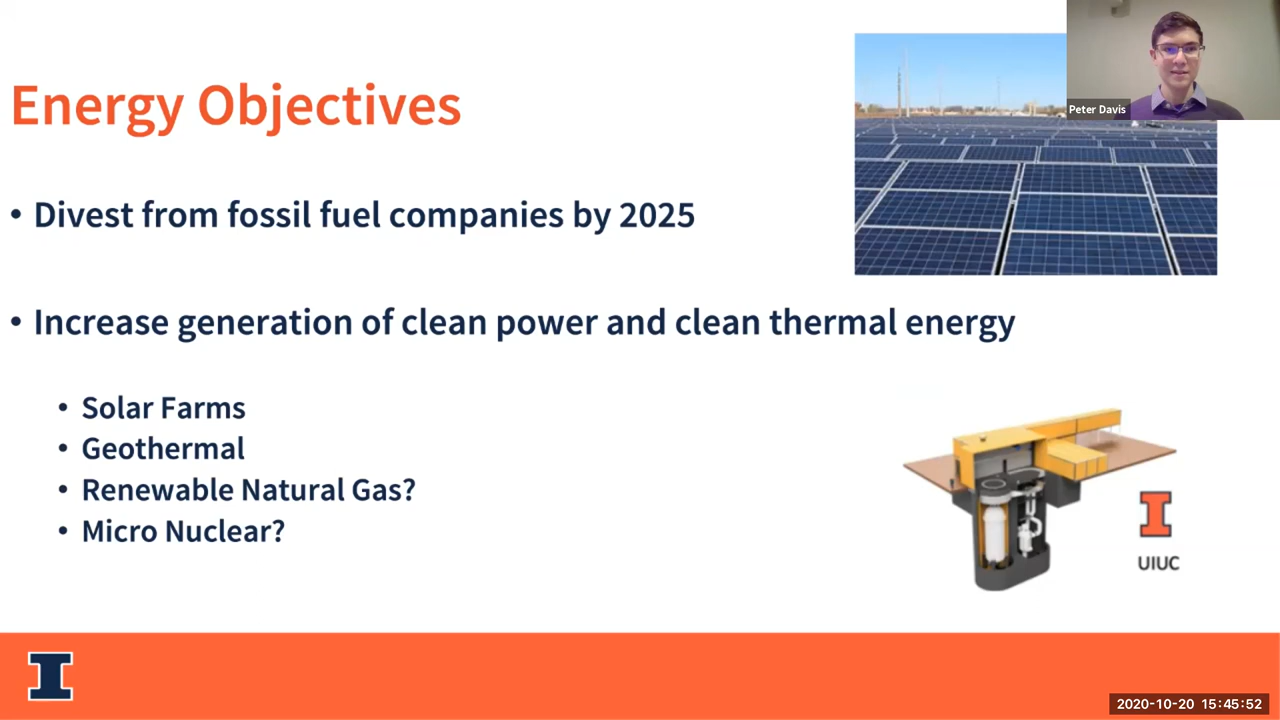 Energy Objectives
Peter Davis
• Divest from fossil fuel companies by 2025
• Increase generation of clean power and clean thermal energy
• Solar Farms
• Geothermal
• Renewable Natural Gas?
• Micro Nuclear?
I
UIUC
I
2020-10-20 15:45:52